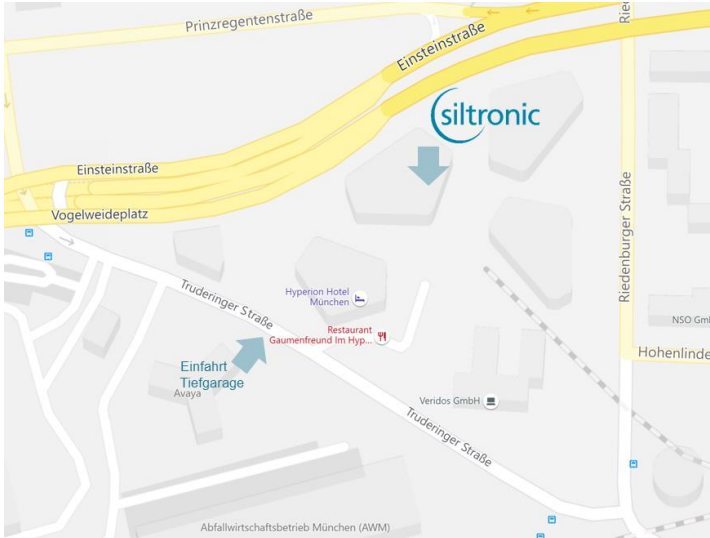 Prinzregentenstraße
Einsteinstraße
siltronic
Einsteinstraße
Vogelweideplatz
Riedenburger Straße
Truderinger Straße
Hyperion Hotel
München
Restaurant
Gaumenfreund Im Hyp...
NSO Gm
Hohenlinde
Einfahrt
Tiefgarage
Avaya
Veridos GmbH
Truderinger Straße
Abfallwirtschaftsbetrieb München (AWM)